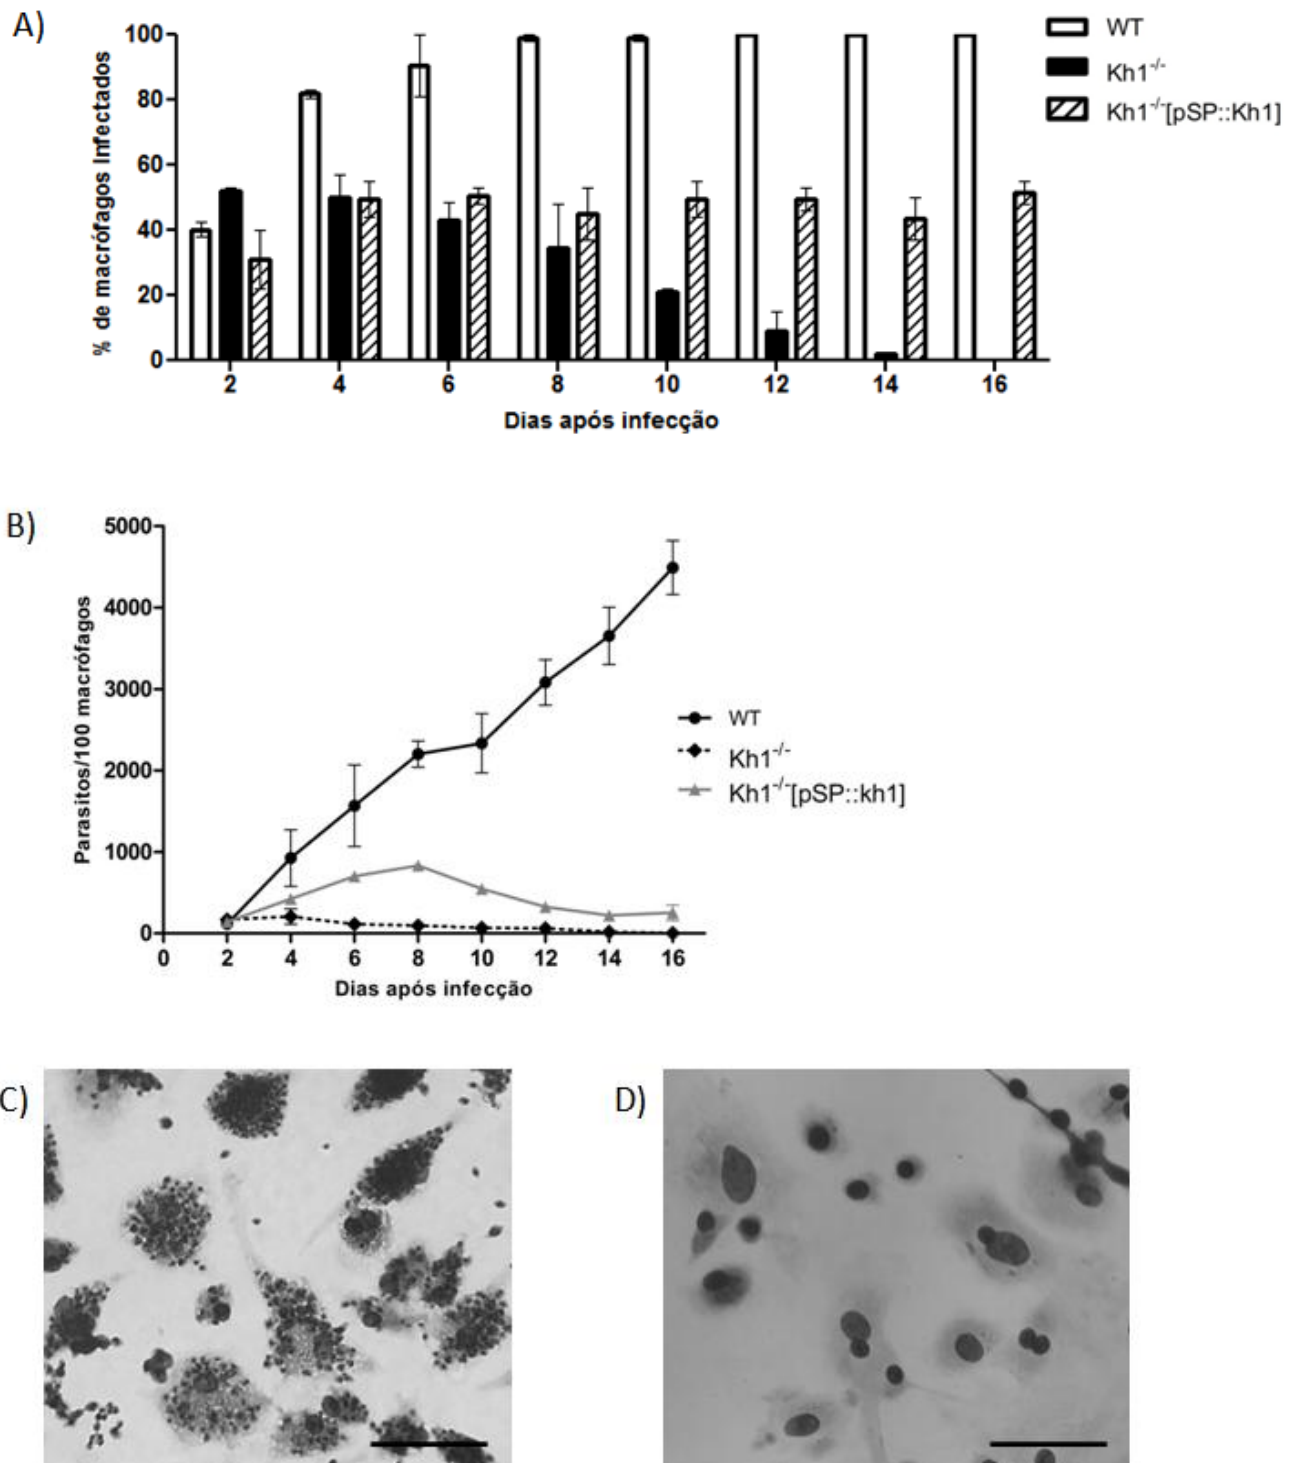 A)
% de macrófagos Infectados
100
80
60
40
20
0
2 4 6 8 10 12 14 16
Dias após infecção
WT
Kh1-/-
Kh1-/-[pSP::Kh1]
B)
Parasitos/100 macrófagos
5000
4000
3000
2000
1000
0
0 2 4 6 8 10 12 14 16
Dias após infecção
WT
Kh1-/-
Kh1-/-[pSP::kh1]
C)
D)